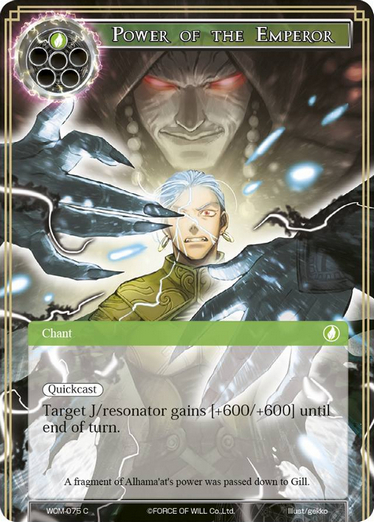 Power of the Emperor
Chant
Quickcast
Target J/resonator gains [+600/+600] until
end of turn.
A fragment of Alhama'at's power was passed down to Gill.
WOM-075 C ©FORCE OF WILL Co.,Ltd. Illust/gekko